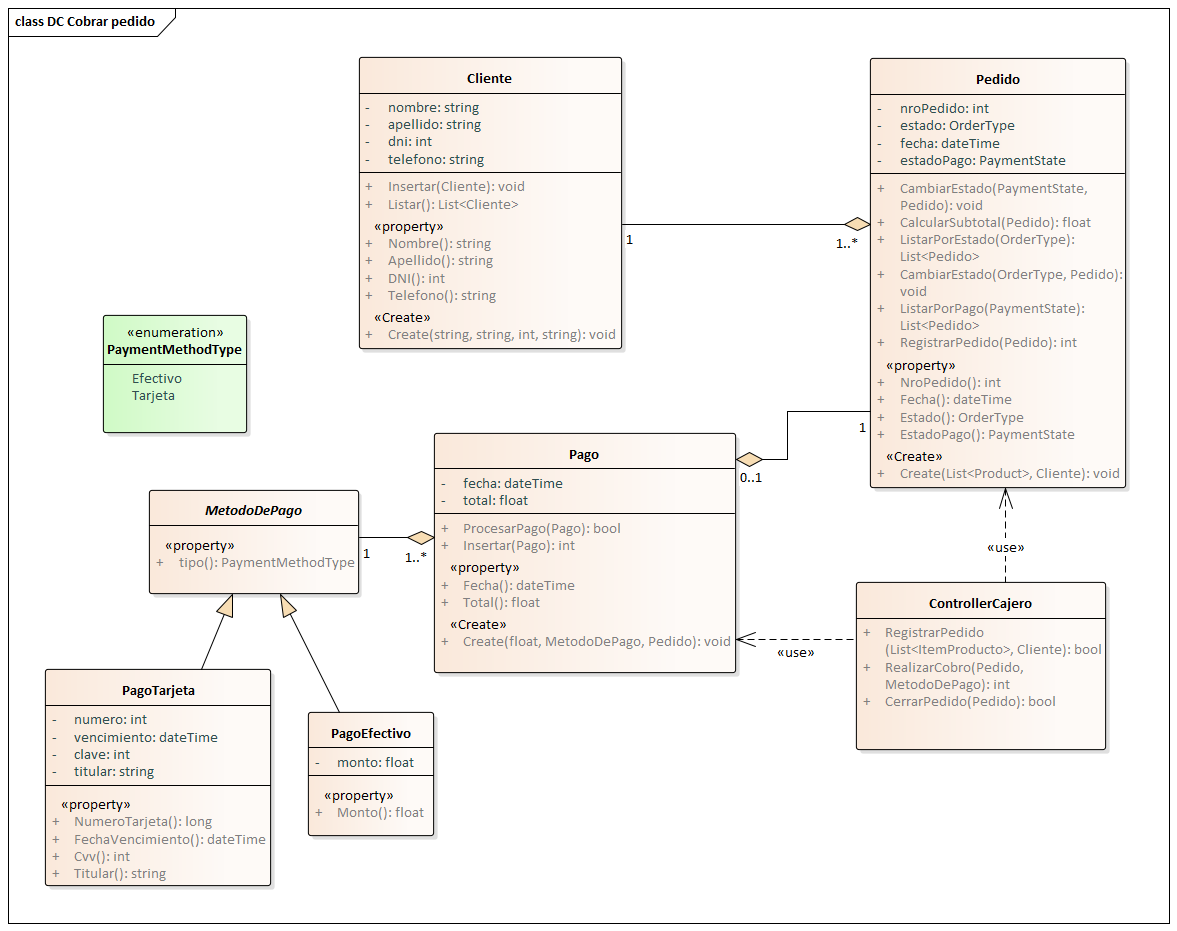 class DC Cobrar pedido
Cliente
- nombre: string
- apellido: string
- dni: int
- telefono: string
+ Insertar(Cliente): void
+ Listar(): List<Cliente>
«property»
+ Nombre(): string
+ Apellido(): string
+ DNI(): int
+ Telefono(): string
«Create»
+ Create(string, string, int, string): void
1
1..*
Pedido
- nroPedido: int
- estado: OrderType
- fecha: dateTime
- estadoPago: PaymentState
+ CambiarEstado(PaymentState,
Pedido): void
+ CalcularSubtotal(Pedido): float
+ ListarPorEstado(OrderType):
List<Pedido>
+ CambiarEstado(OrderType, Pedido):
void
+ ListarPorPago(PaymentState):
List<Pedido>
+ RegistrarPedido(Pedido): int
«property»
+ NroPedido(): int
+ Fecha(): dateTime
+ Estado(): OrderType
+ EstadoPago(): PaymentState
«Create»
+ Create(List<Product>, Cliente): void
«enumeration»
PaymentMethodType
Efectivo
Tarjeta
1
0..1
Pago
- fecha: dateTime
- total: float
+ ProcesarPago(Pago): bool
+ Insertar(Pago): int
«property»
+ Fecha(): dateTime
+ Total(): float
«Create»
+ Create(float, MetodoDePago, Pedido): void
MetodoDePago
«property»
+ tipo(): PaymentMethodType
1
1..*
«use»
ControllerCajero
+ RegistrarPedido
(List<ItemProducto>, Cliente): bool
+ RealizarCobro(Pedido,
MetodoDePago): int
+ CerrarPedido(Pedido): bool
«use»
PagoTarjeta
- numero: int
- vencimiento: dateTime
- clave: int
- titular: string
«property»
+ NumeroTarjeta(): long
+ FechaVencimiento(): dateTime
+ Cvv(): int
+ Titular(): string
PagoEfectivo
- monto: float
«property»
+ Monto(): float